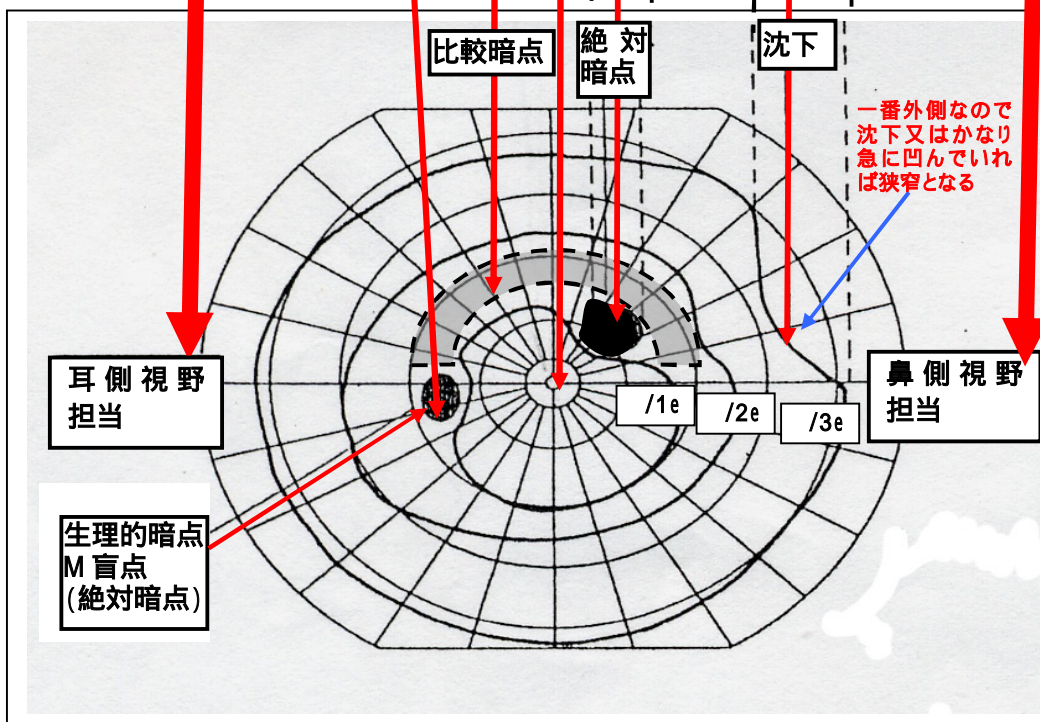 比較暗点
絶対
暗点
沈下
一番外側なので
沈下又はかなり
急に凹んでいれ
ば狭窄となる
耳側視野
担当
鼻側視野
担当
/1e
/2e
/3e
生理的暗点
M盲点
(絶対暗点)